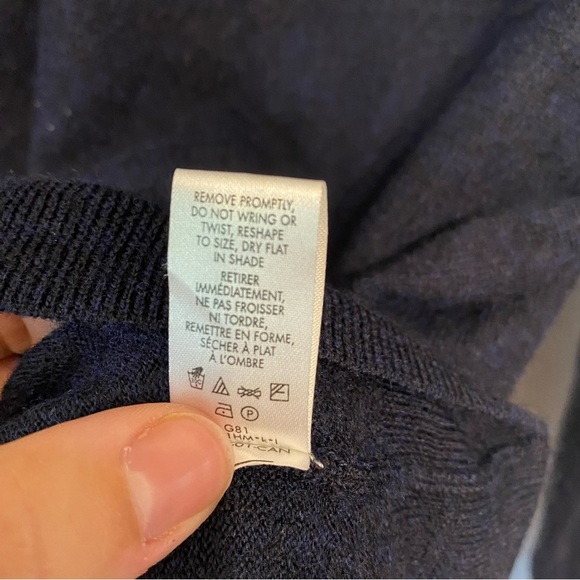 REMOVE PROMPTLY,
DO NOT WRING OR
TWIST, RESHAPE
TO SIZE, DRY FLAT
IN SHADE
RETIRER
IMMÉDIATEMENT,
NE PAS FROISSER
NI TORDRE,
REMETTRE EN FORME,
SÉCHER À PLAT
À L'OMBRE
P
GB1